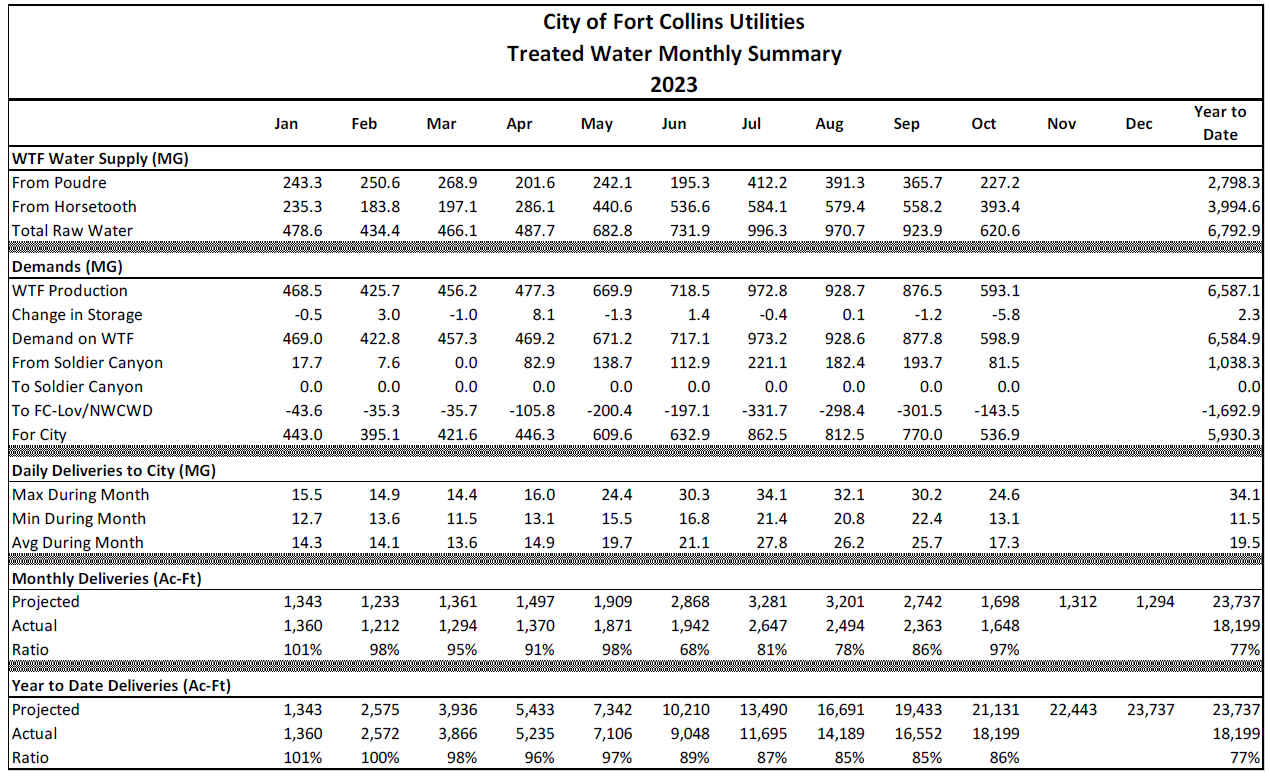 City of Fort Collins Utilities
Treated Water Monthly Summary
2023
Jan Feb Mar Apr May Jun Jul Aug Sep Oct Nov Dec Year to Date
WTF Water Supply (MG)
From Poudre 243.3 250.6 268.9 201.6 242.1 195.3 412.2 391.3 365.7 227.2 2,798.3
From Horsetooth 235.3 183.8 197.1 286.1 440.6 536.6 584.1 579.4 558.2 393.4 3,994.6
Total Raw Water 478.6 434.4 466.1 487.7 682.8 731.9 996.3 970.7 923.9 620.6 6,792.9
Demands (MG)
WTF Production 468.5 425.7 456.2 477.3 669.9 718.5 972.8 928.7 876.5 593.1 6,587.1
Change in Storage -0.5 3.0 -1.0 8.1 -1.3 1.4 -0.4 0.1 -1.2 -5.8 2.3
Demand on WTF 469.0 422.8 457.3 469.2 671.2 717.1 973.2 928.6 877.8 598.9 6,584.9
From Soldier Canyon 17.7 7.6 0.0 82.9 138.7 112.9 221.1 182.4 193.7 81.5 1,038.3
To Soldier Canyon 0.0 0.0 0.0 0.0 0.0 0.0 0.0 0.0 0.0 0.0 0.0
To FC-Lov/NWCWD -43.6 -35.3 -35.7 -105.8 -200.4 -197.1 -331.7 -298.4 -301.5 -143.5 -1,692.9
For City 443.0 395.1 421.6 446.3 609.6 632.9 862.5 812.5 770.0 536.9 5,930.3
Daily Deliveries to City (MG)
Max During Month 15.5 14.9 14.4 16.0 24.4 30.3 34.1 32.1 30.2 24.6 34.1
Min During Month 12.7 13.6 11.5 13.1 15.5 16.8 21.4 20.8 22.4 13.1 11.5
Avg During Month 14.3 14.1 13.6 14.9 19.7 21.1 27.8 26.2 25.7 17.3 19.5
Monthly Deliveries (Ac-Ft)
Projected 1,343 1,233 1,361 1,497 1,909 2,868 3,281 3,201 2,742 1,698 1,312 1,294 23,737
Actual 1,360 1,212 1,294 1,370 1,871 1,942 2,647 2,494 2,363 1,648 18,199
Ratio 101% 98% 95% 91% 98% 68% 81% 78% 86% 97% 77%
Year to Date Deliveries (Ac-Ft)
Projected 1,343 2,575 3,936 5,433 7,342 10,210 13,490 16,691 19,433 21,131 22,443 23,737 23,737
Actual 1,360 2,572 3,866 5,235 7,106 9,048 11,695 14,189 16,552 18,199 18,199
Ratio 101% 100% 98% 96% 97% 89% 87% 85% 85% 86% 77%